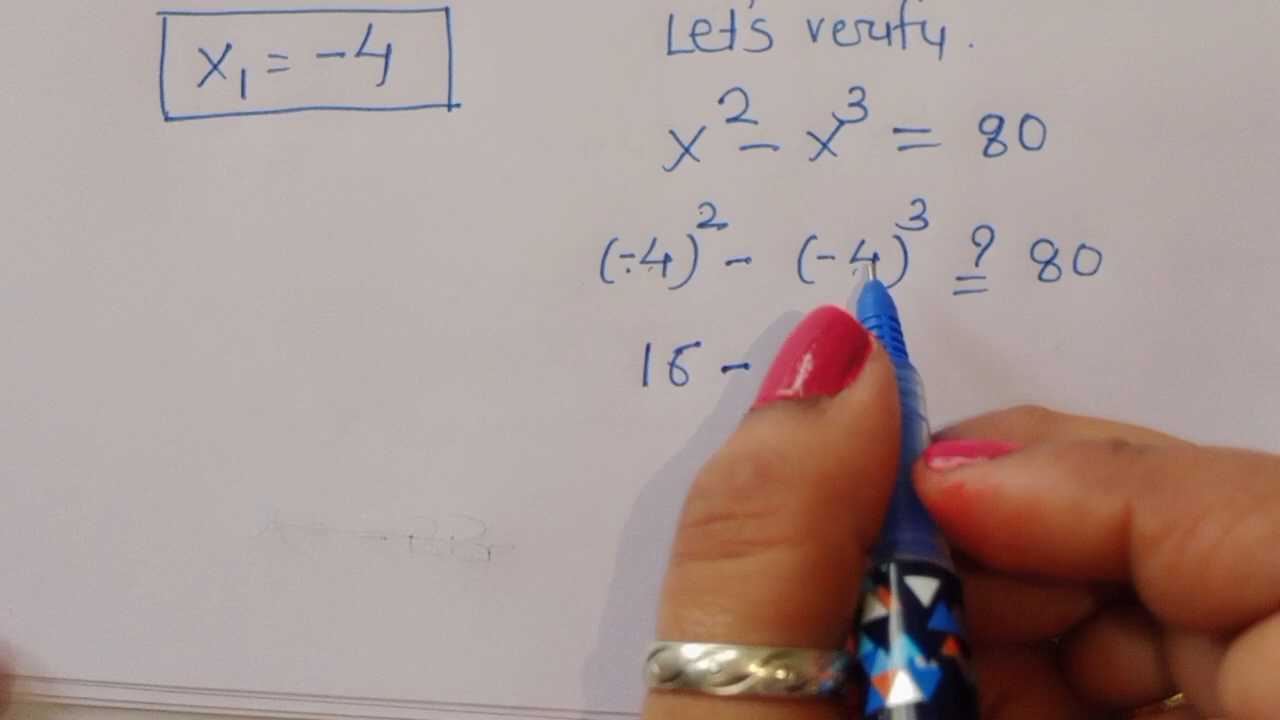 x₁ = -4
Let's verify.
x² - x³ = 80
(-4)² - (-4)³ ≟ 80
16 -